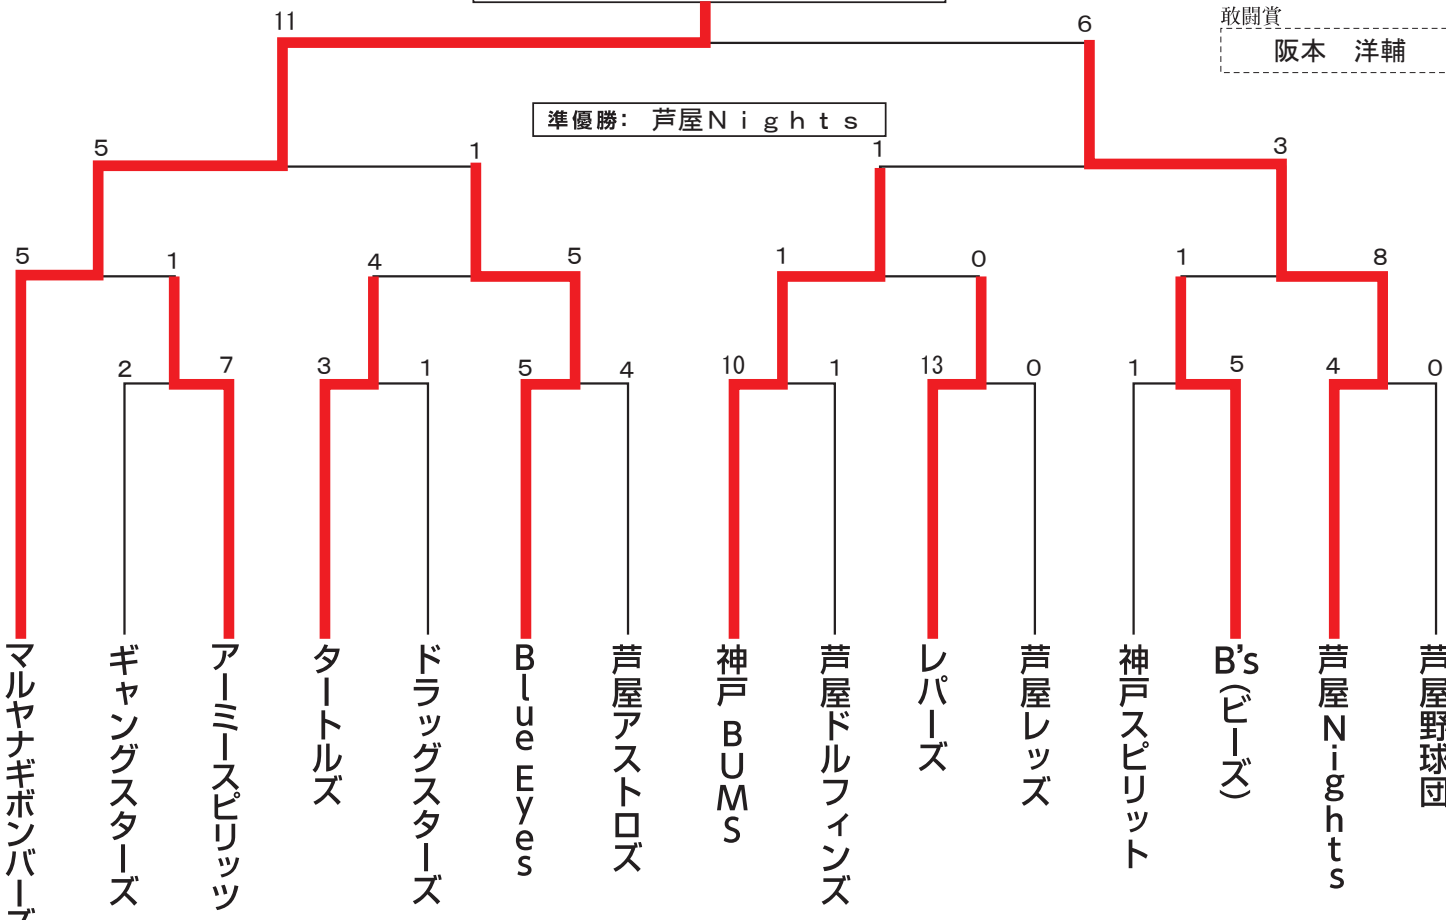 11
6
敢闘賞
阪本 洋輔
準優勝: 芦屋Nights
5
1
1
3
5
1
4
5
1
0
1
8
2
7
3
1
5
4
10
1
13
0
1
5
4
0
マルヤナギボンバーズ
ギャングスターズ
アーミースピリッツ
タートルズ
ドラッグスターズ
Blue Eyes
芦屋アストロズ
神戸 BUMS
芦屋ドルフィンズ
レパーズ
芦屋レッズ
神戸スピリット
B's(ビーズ)
芦屋Nights
芦屋野球団